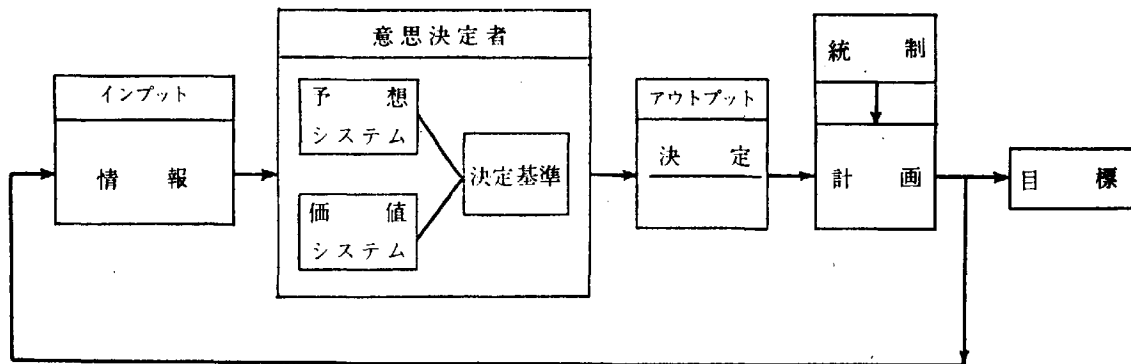 インプット
情報
意思決定者
予想
システム
価値
システム
決定基準
アウトプット
決定
統制
計画
目標